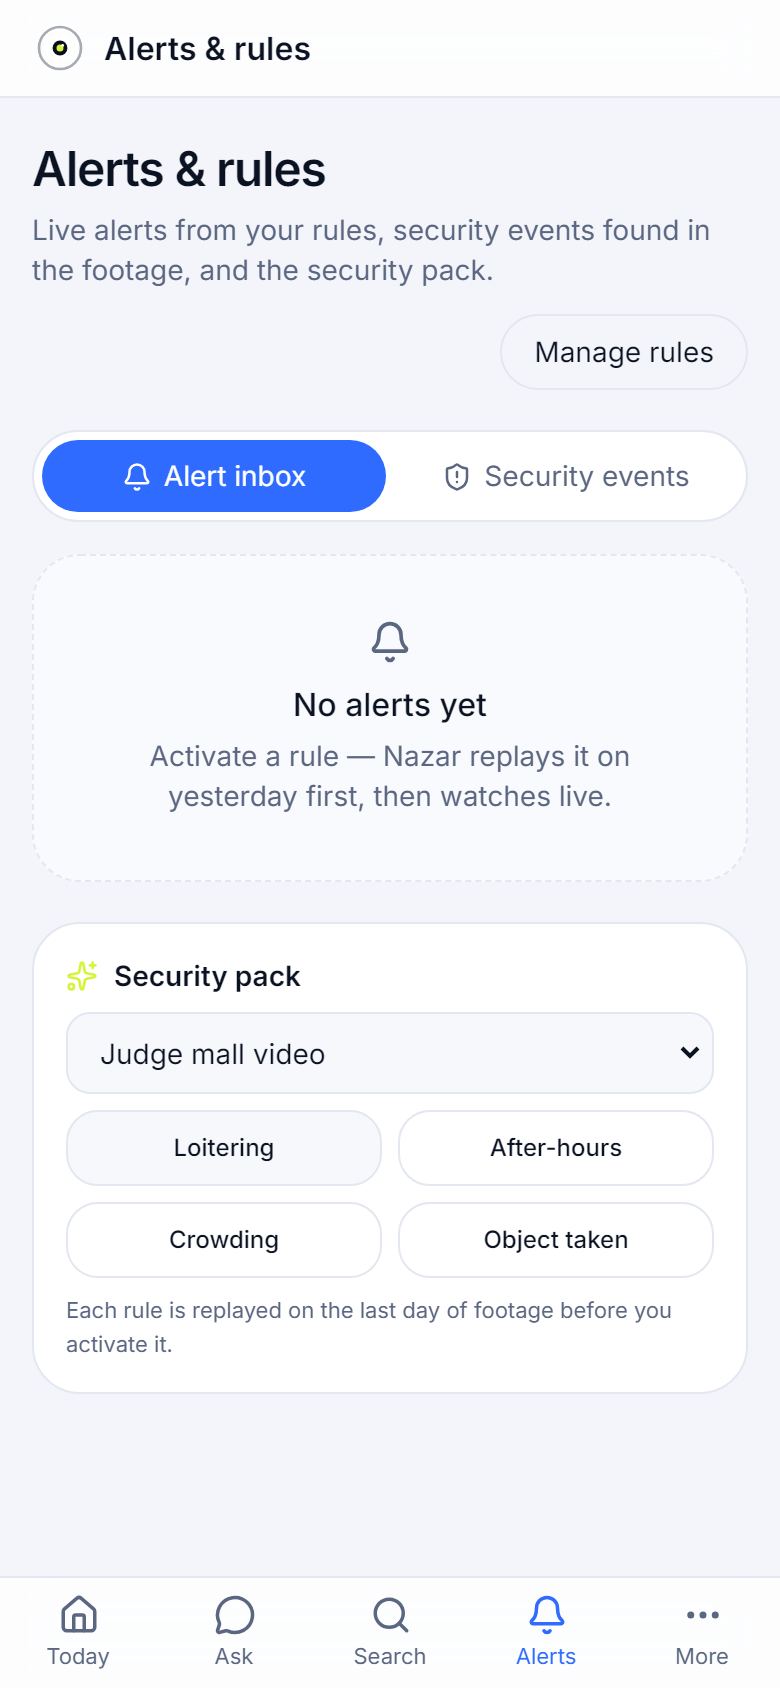 Alerts & rules
Alerts & rules
Live alerts from your rules, security events found in
the footage, and the security pack.
Manage rules
Alert inbox
Security events
No alerts yet
Activate a rule — Nazar replays it on
yesterday first, then watches live.
Security pack
Judge mall video
Loitering
After-hours
Crowding
Object taken
Each rule is replayed on the last day of footage before you
activate it.
Today
Ask
Search
Alerts
More